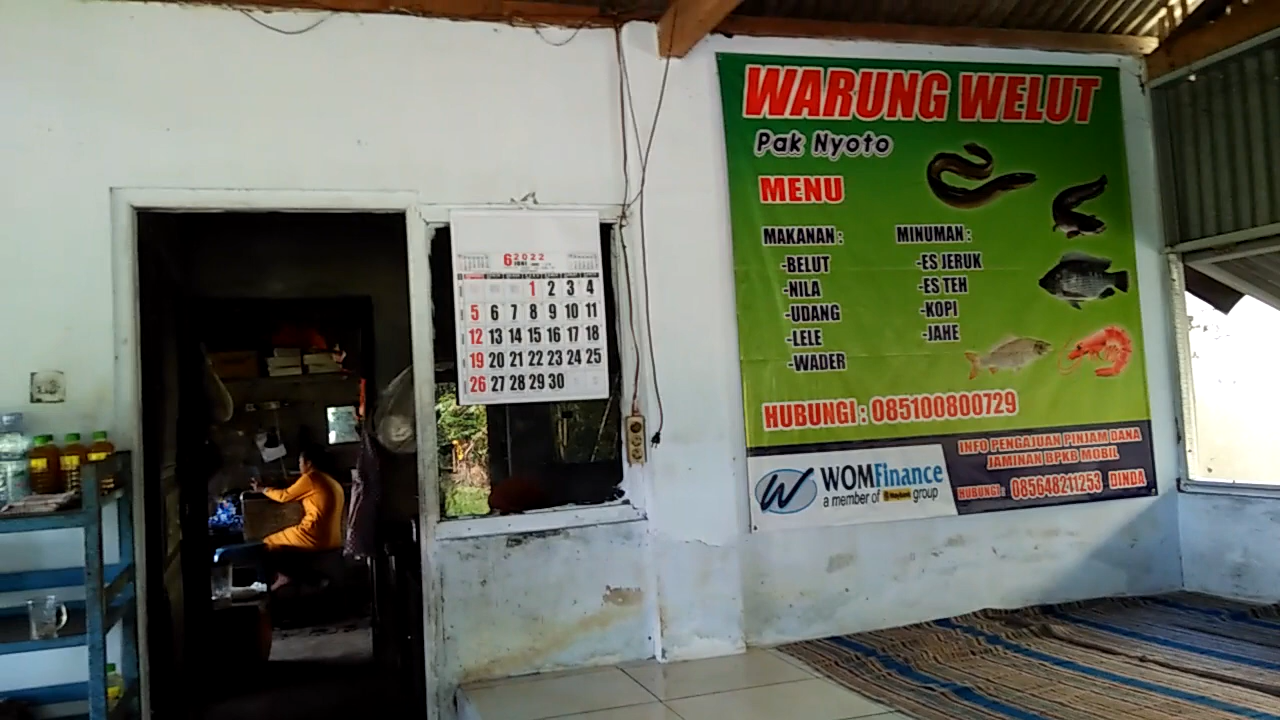 WARUNG WELUT
Pak Nyoto
MENU
MAKANAN :
-BELUT
-NILA
-UDANG
-LELE
-WADER
MINUMAN :
-ES JERUK
-ES TEH
-KOPI
-JAHE
HUBUNGI : 085100800729
WOMFinance
a member of Maybank group
INFO PENGAJUAN PINJAM DANA
JAMINAN BPKB MOBIL
HUBUNGI : 085648211253 DINDA
6 2022
JUNI
1 2 3 4
5 6 7 8 9 10 11
12 13 14 15 16 17 18
19 20 21 22 23 24 25
26 27 28 29 30